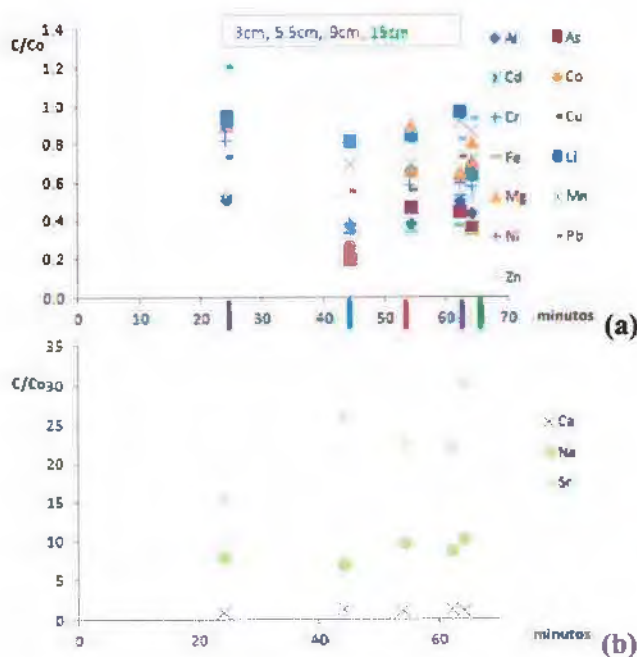 C/Co
3cm, 5.5cm, 9cm, 15cm
1.4
1.2
1.0
0.8
0.6
0.4
0.2
0.0
0 10 20 30 40 50 60 70 minutos
Al As
Cd Co
Cr Cu
Fe Li
Mg Mn
Ni Pb
Zn
(a)
C/Co
35
30
25
20
15
10
5
0
0 20 40 60 minutos
Ca
Na
Sr
(b)